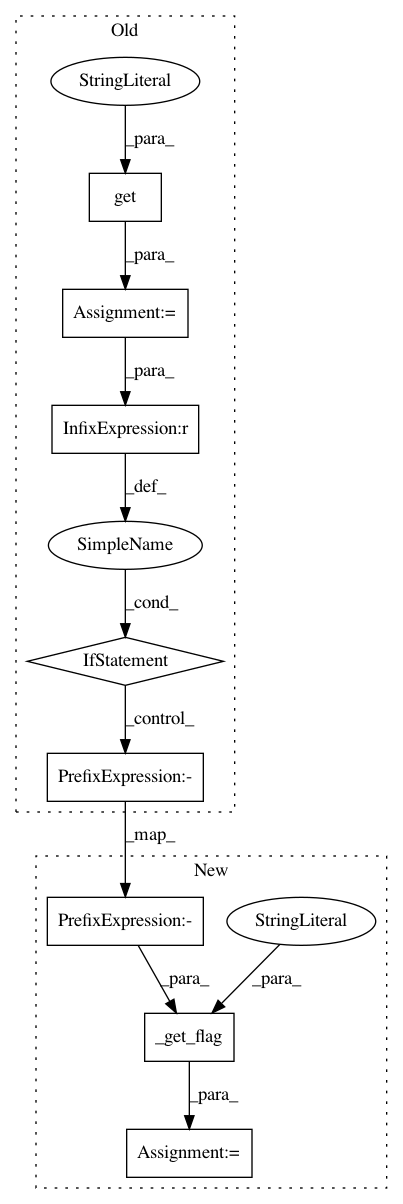 Old
StringLiteral
_para_
get
_para_
Assignment:=
_para_
InfixExpression:r
_def_
SimpleName
_cond_
IfStatement
_control_
PrefixExpression:-
_map_
New
PrefixExpression:-
StringLiteral
_para_
_para_
_get_flag
_para_
Assignment:=